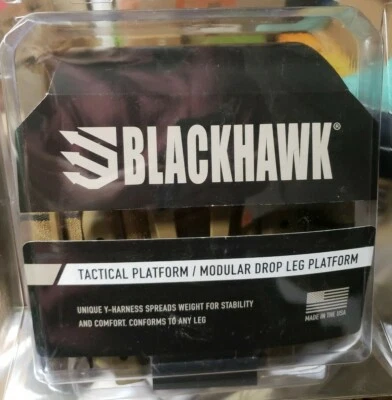 BLACKHAWK®
TACTICAL PLATFORM / MODULAR DROP LEG PLATFORM
UNIQUE Y-HARNESS SPREADS WEIGHT FOR STABILITY
AND COMFORT. CONFORMS TO ANY LEG
MADE IN THE USA